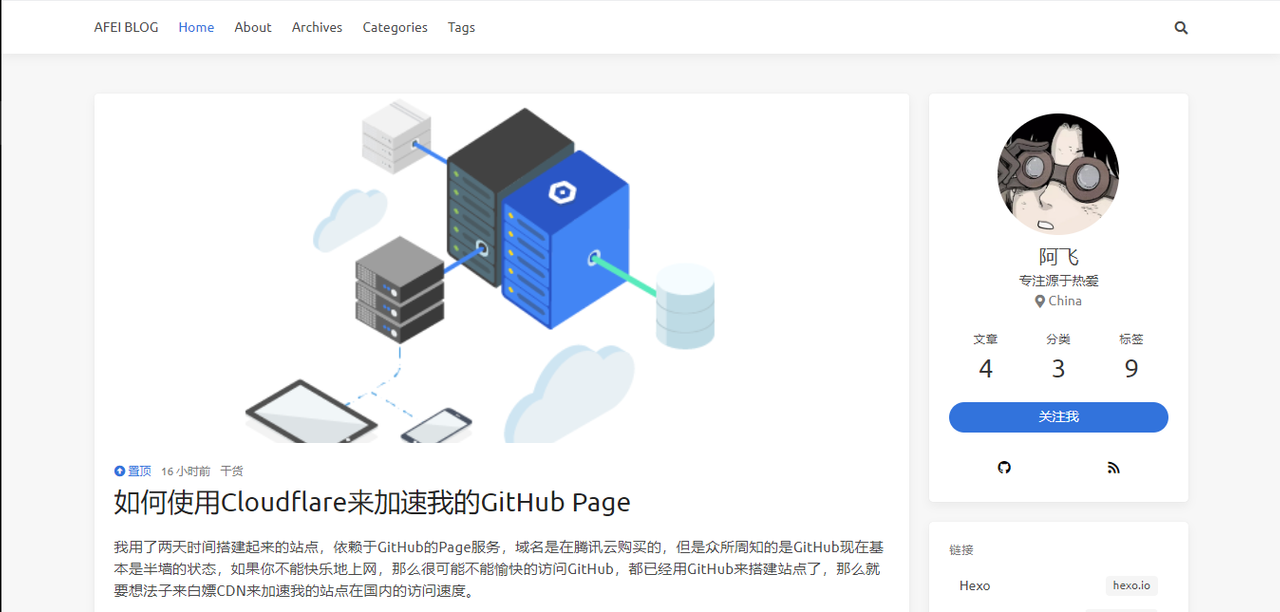 AFEI BLOG Home About Archives Categories Tags
置顶 16 小时前 干货
如何使用Cloudflare来加速我的GitHub Page
我用了两天时间搭建起来的站点，依赖于GitHub的Page服务，域名是在腾讯云购买的，但是众所周知的是GitHub现在基
本是半墙的状态，如果你不能快乐地上网，那么很可能不能愉快的访问GitHub，都已经用GitHub来搭建站点了，那么就
要想法子来白嫖CDN来加速我的站点在国内的访问速度。
阿飞
专注源于热爱
China
文章 分类 标签
4 3 9
关注我
链接
Hexo hexo.io